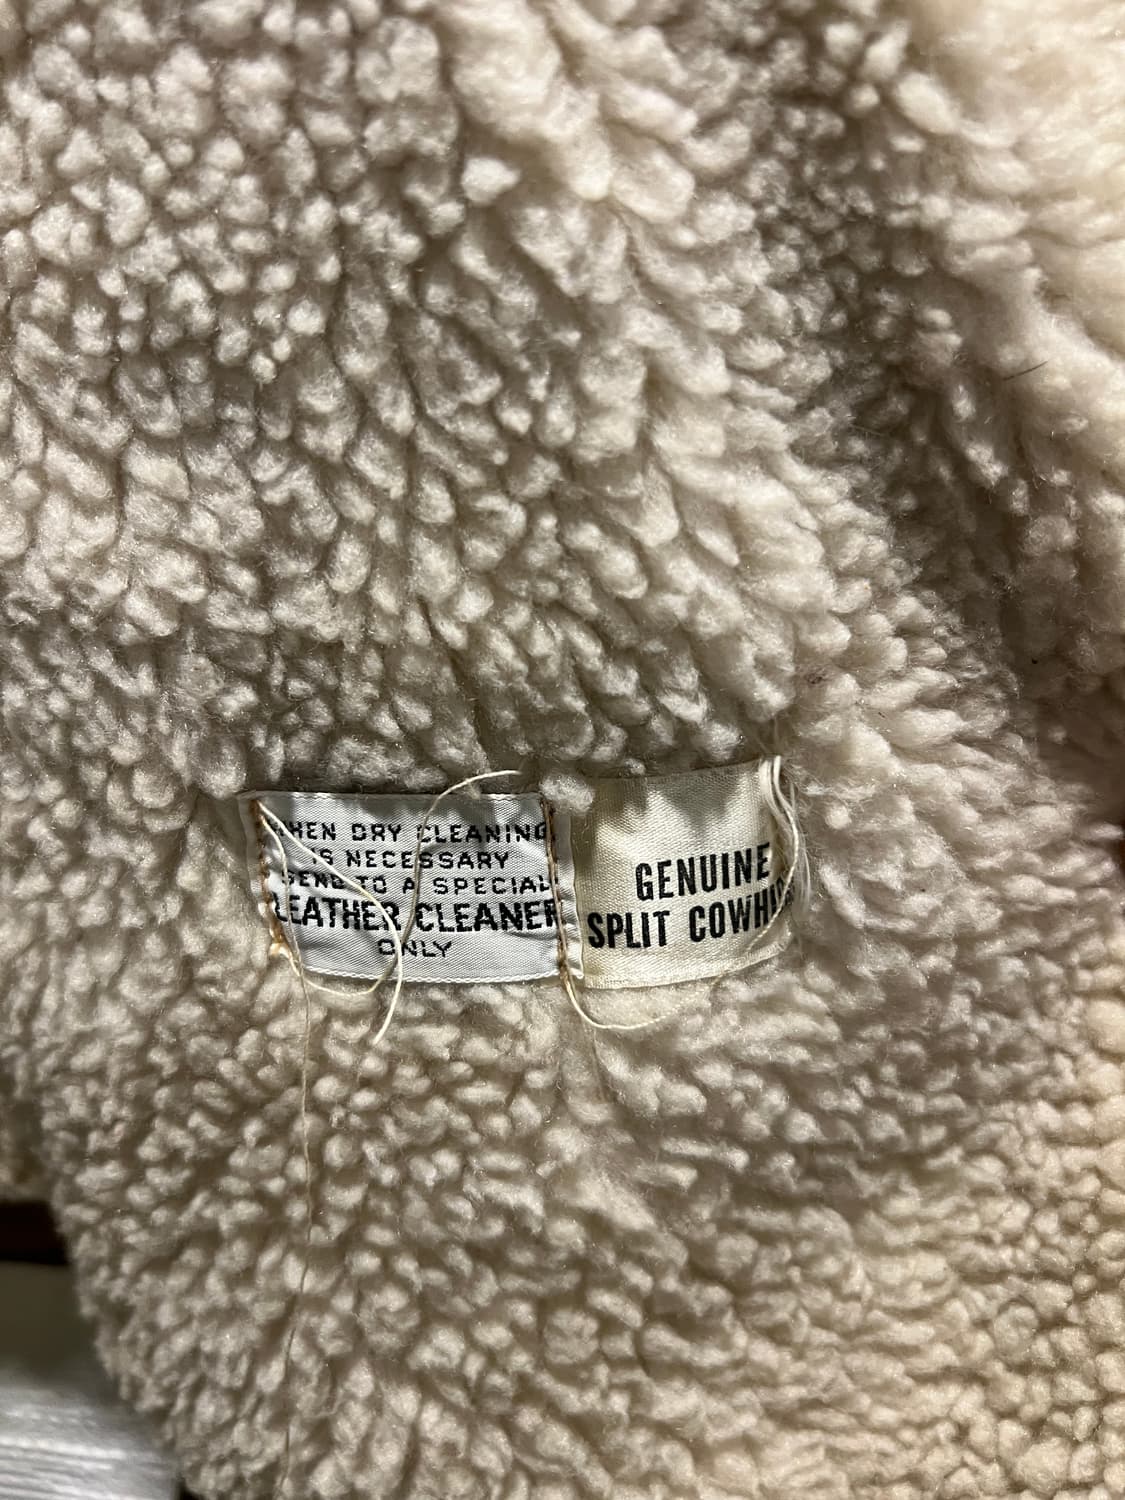 WHEN DRY CLEANING
IS NECESSARY
SEND TO A SPECIAL
LEATHER CLEANER
ONLY
GENUINE
SPLIT COWHIDE